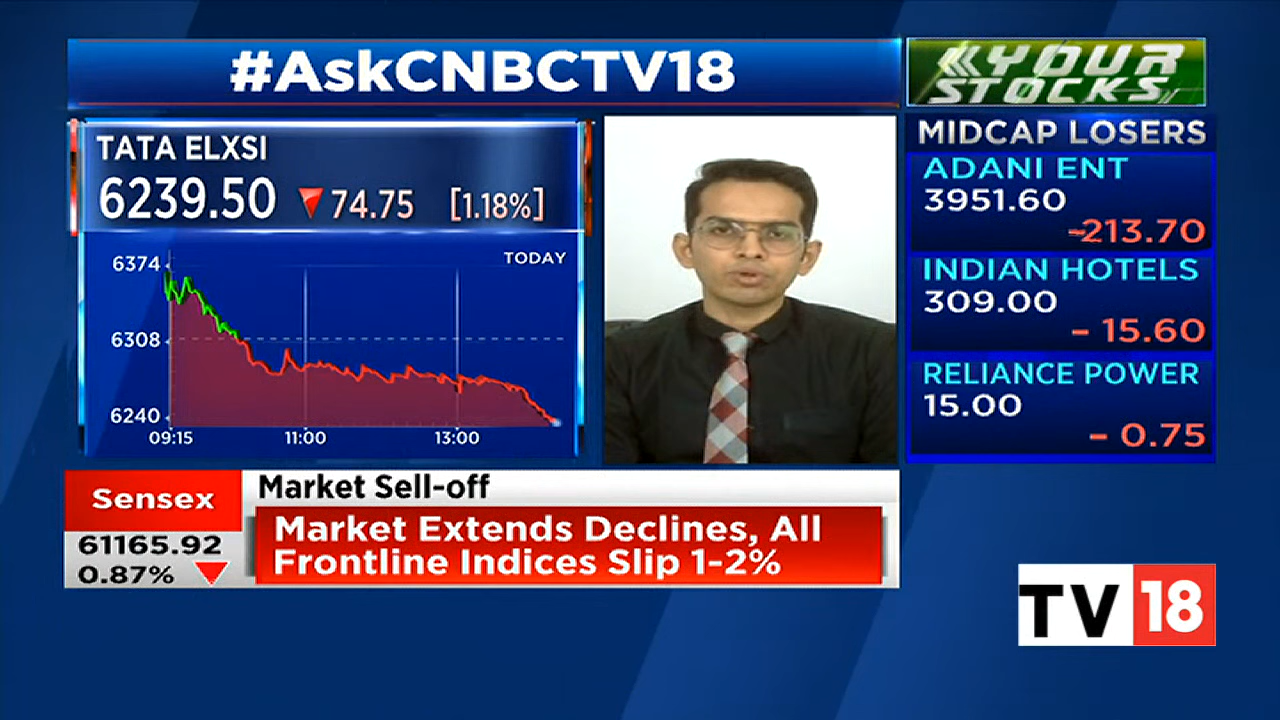 #AskCNBCTV18
YOUR
STOCKS
TATA ELXSI
6239.50 ▼ 74.75 [1.18%]
TODAY
6374
6308
6240
09:15 11:00 13:00
MIDCAP LOSERS
ADANI ENT
3951.60
-213.70
INDIAN HOTELS
309.00
- 15.60
RELIANCE POWER
15.00
- 0.75
Sensex
61165.92
0.87% ▼
Market Sell-off
Market Extends Declines, All
Frontline Indices Slip 1-2%
TV18